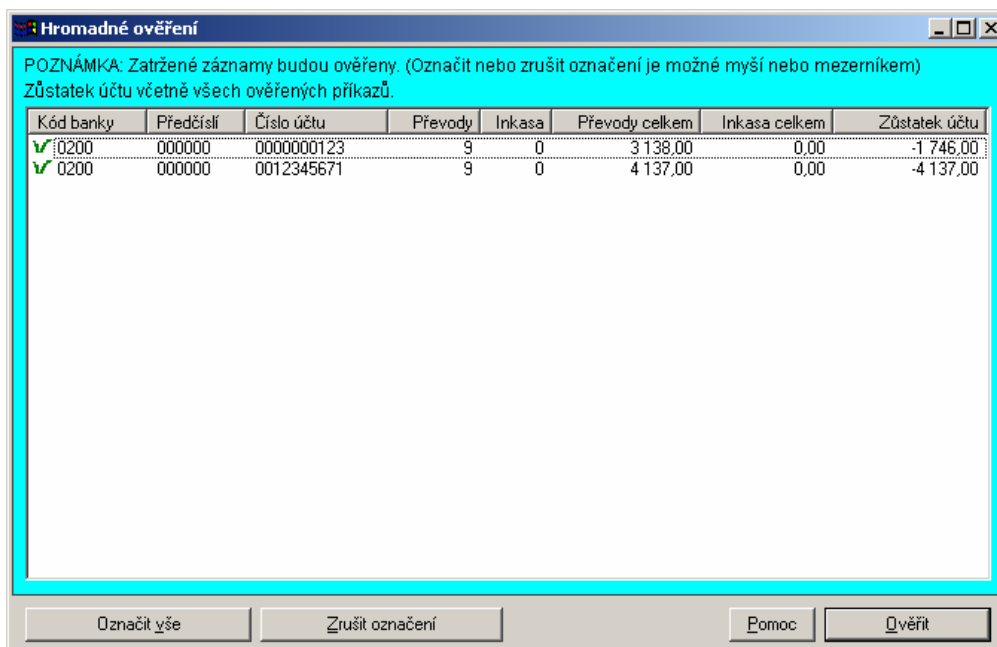 Hromadné ověření
POZNÁMKA: Zatržené záznamy budou ověřeny. (Označit nebo zrušit označení je možné myší nebo mezerníkem)
Zůstatek účtu včetně všech ověřených příkazů.
Kód banky Předčíslí Číslo účtu Převody Inkasa Převody celkem Inkasa celkem Zůstatek účtu
0200 000000 0000000123 9 0 3 138,00 0,00 -1 746,00
0200 000000 0012345671 9 0 4 137,00 0,00 -4 137,00
Označit vše Zrušit označení Pomoc Ověřit